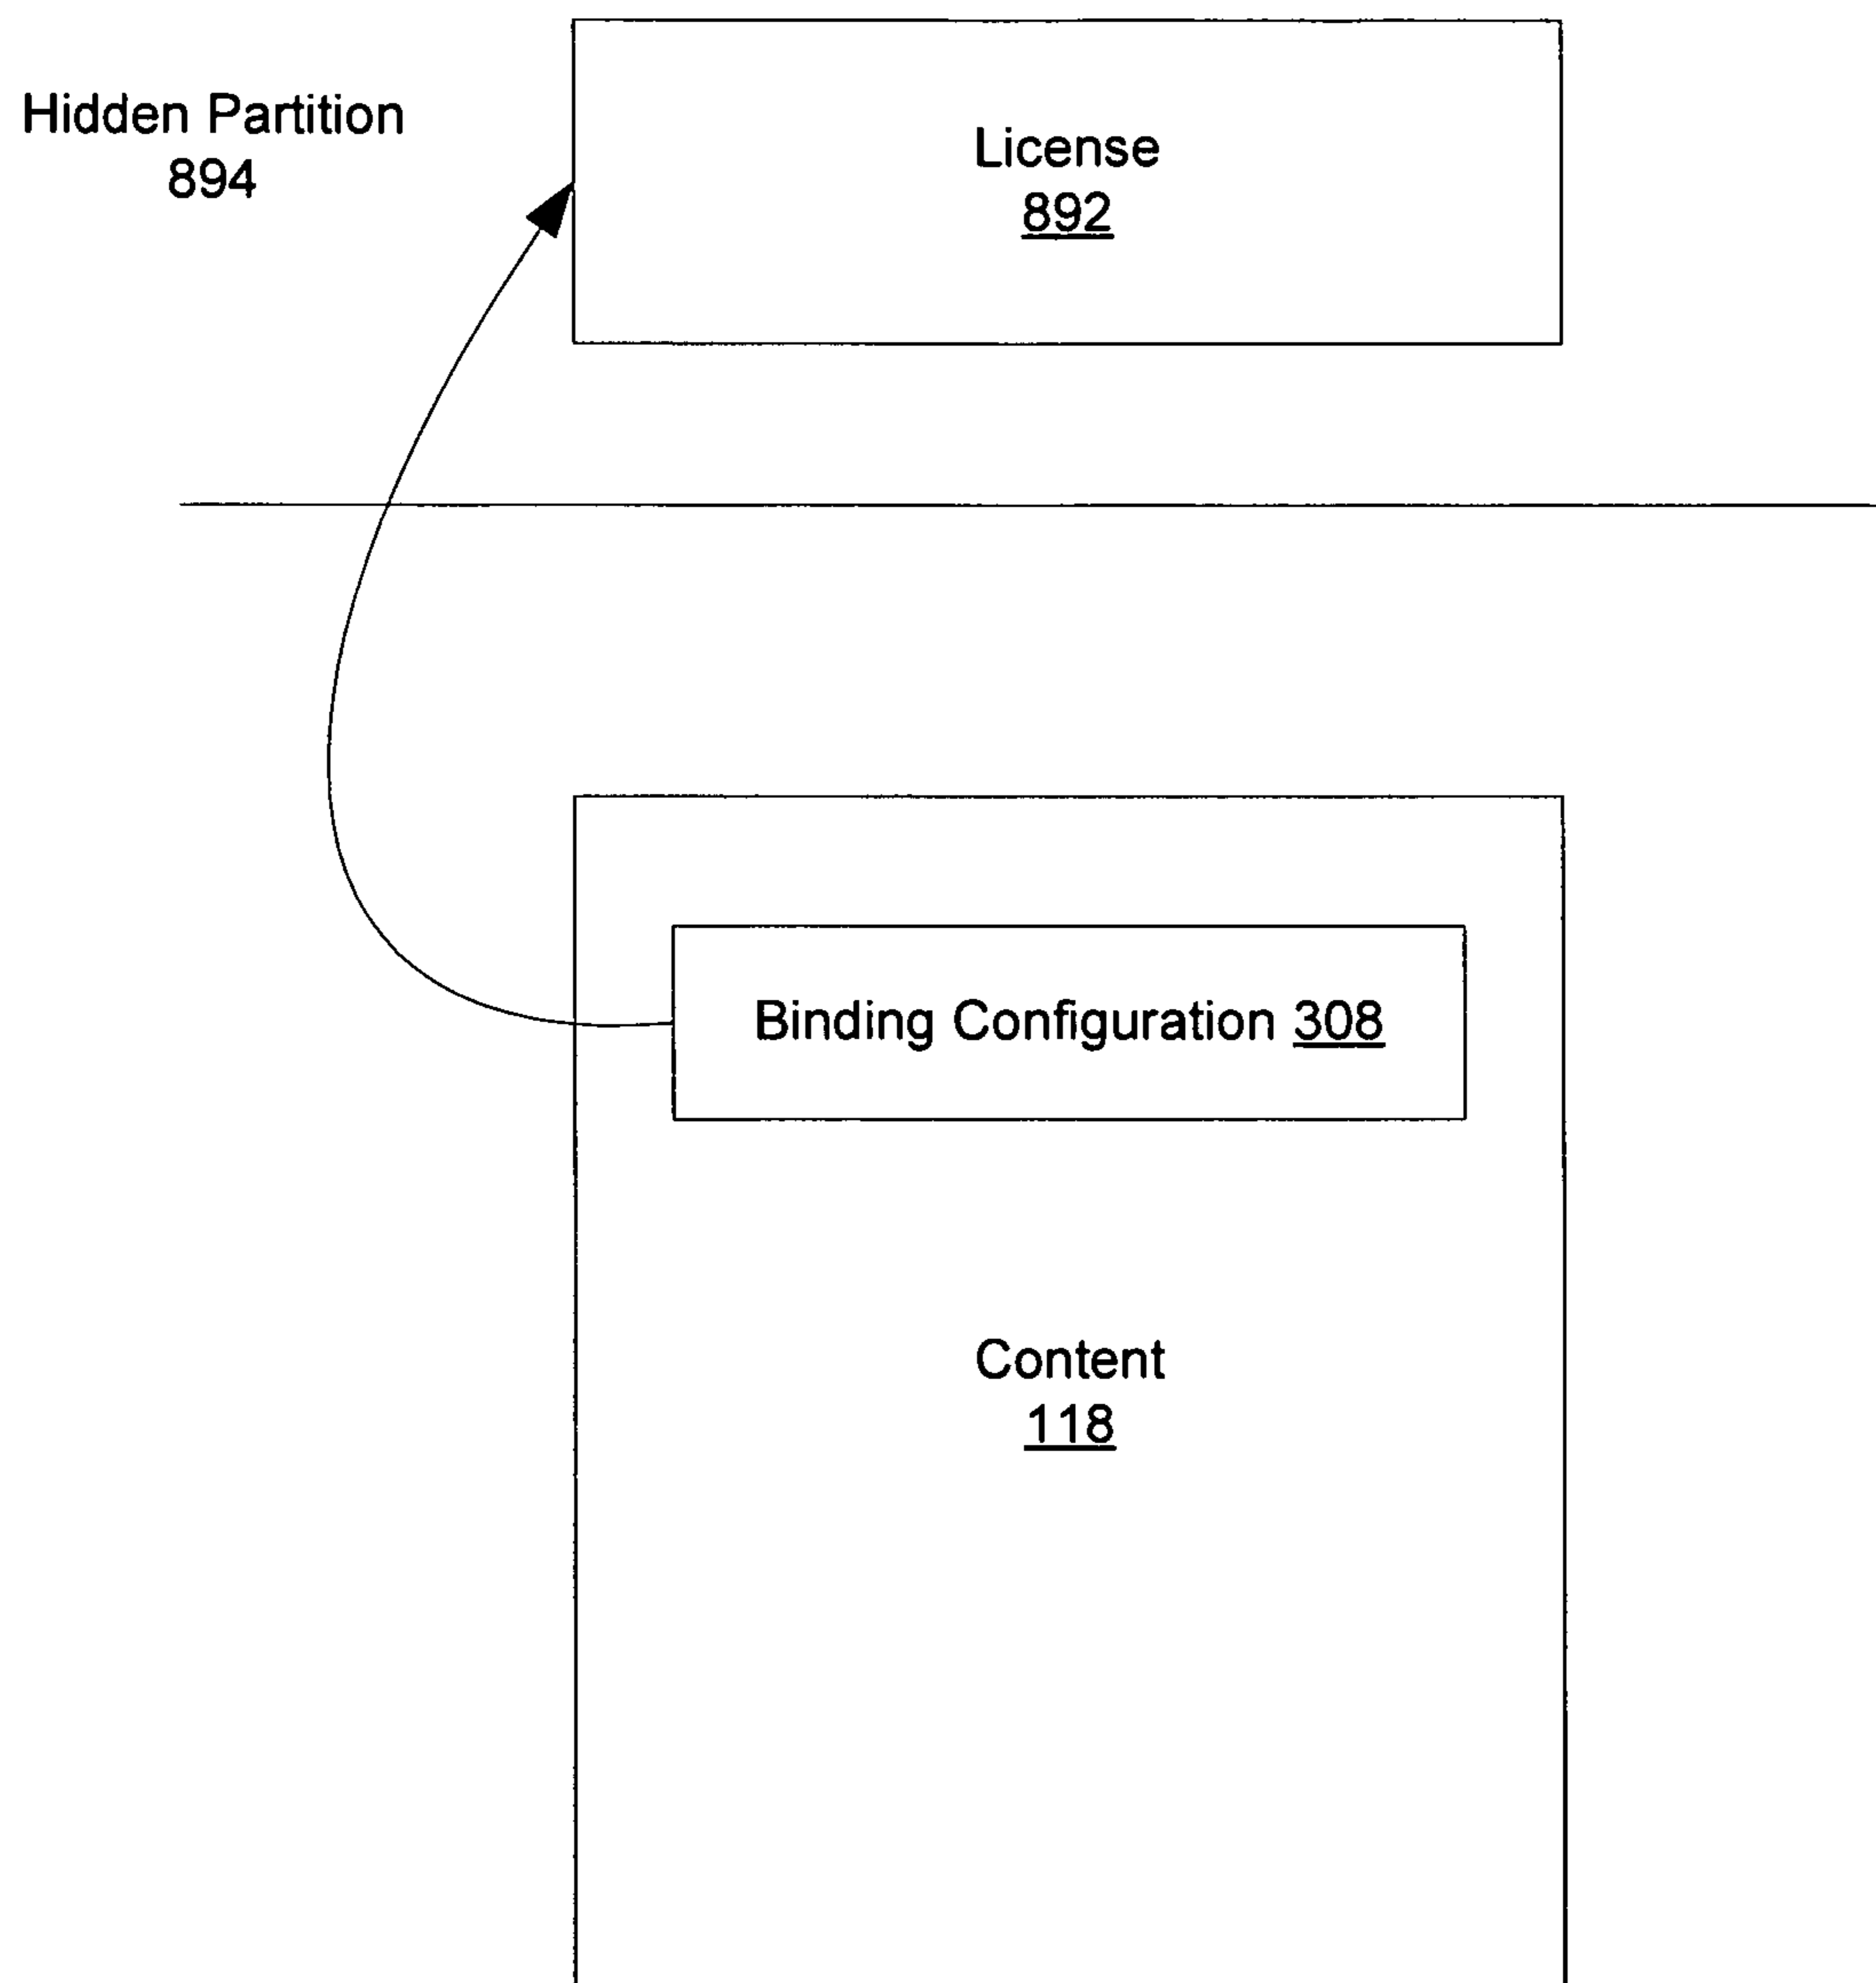 Hidden Partition
894
License
892
Binding Configuration 308
Content
118